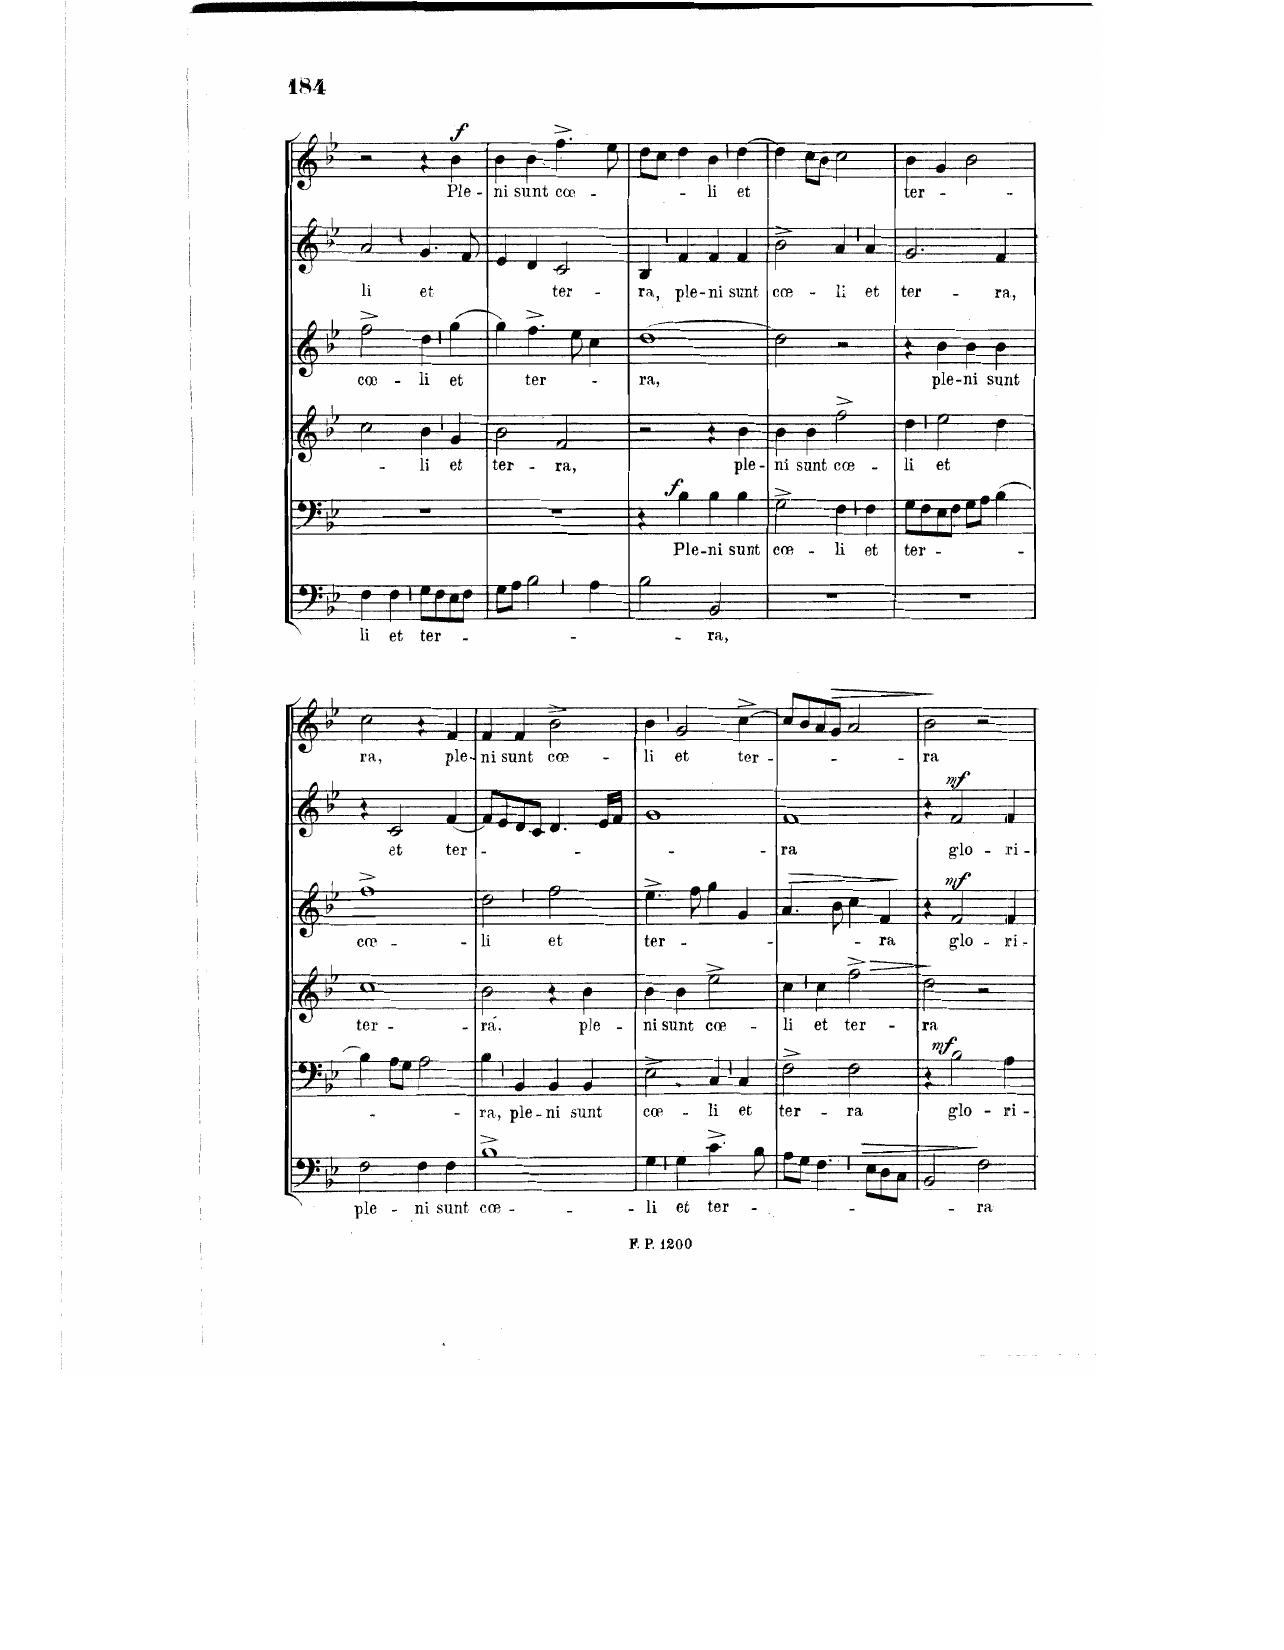 184
f
Ple - ni sunt cœ - - li et ter - -
li et ter - ra, ple - ni sunt cœ - li et ter - ra,
cœ - li et ter - ra, ple - ni sunt
- li et ter - ra, ple - ni sunt cœ - li et
f
Ple - ni sunt cœ - li et ter - -
li et ter - - - ra,
ra, ple - ni sunt cœ - li et ter - - - ra
mf
et ter - - - - ra glo - ri -
mf
cœ - - li et ter - - - ra glo - ri -
ter - - ra. ple - ni sunt cœ - li et ter - ra
mf
- - ra, ple - ni sunt cœ - li et ter - ra glo - ri -
ple - ni sunt cœ - - - li et ter - - - ra
F. P. 1200